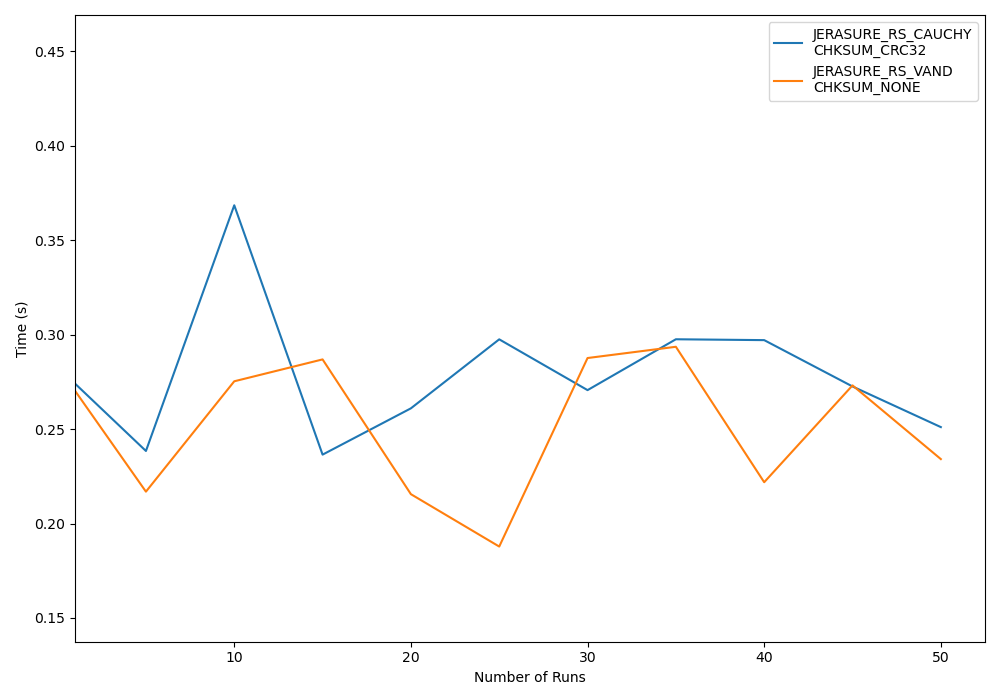 JERASURE_RS_CAUCHY
CHKSUM_CRC32
JERASURE_RS_VAND
CHKSUM_NONE
0.45
0.40
0.35
0.30
0.25
0.20
0.15
Time (s)
10 20 30 40 50
Number of Runs